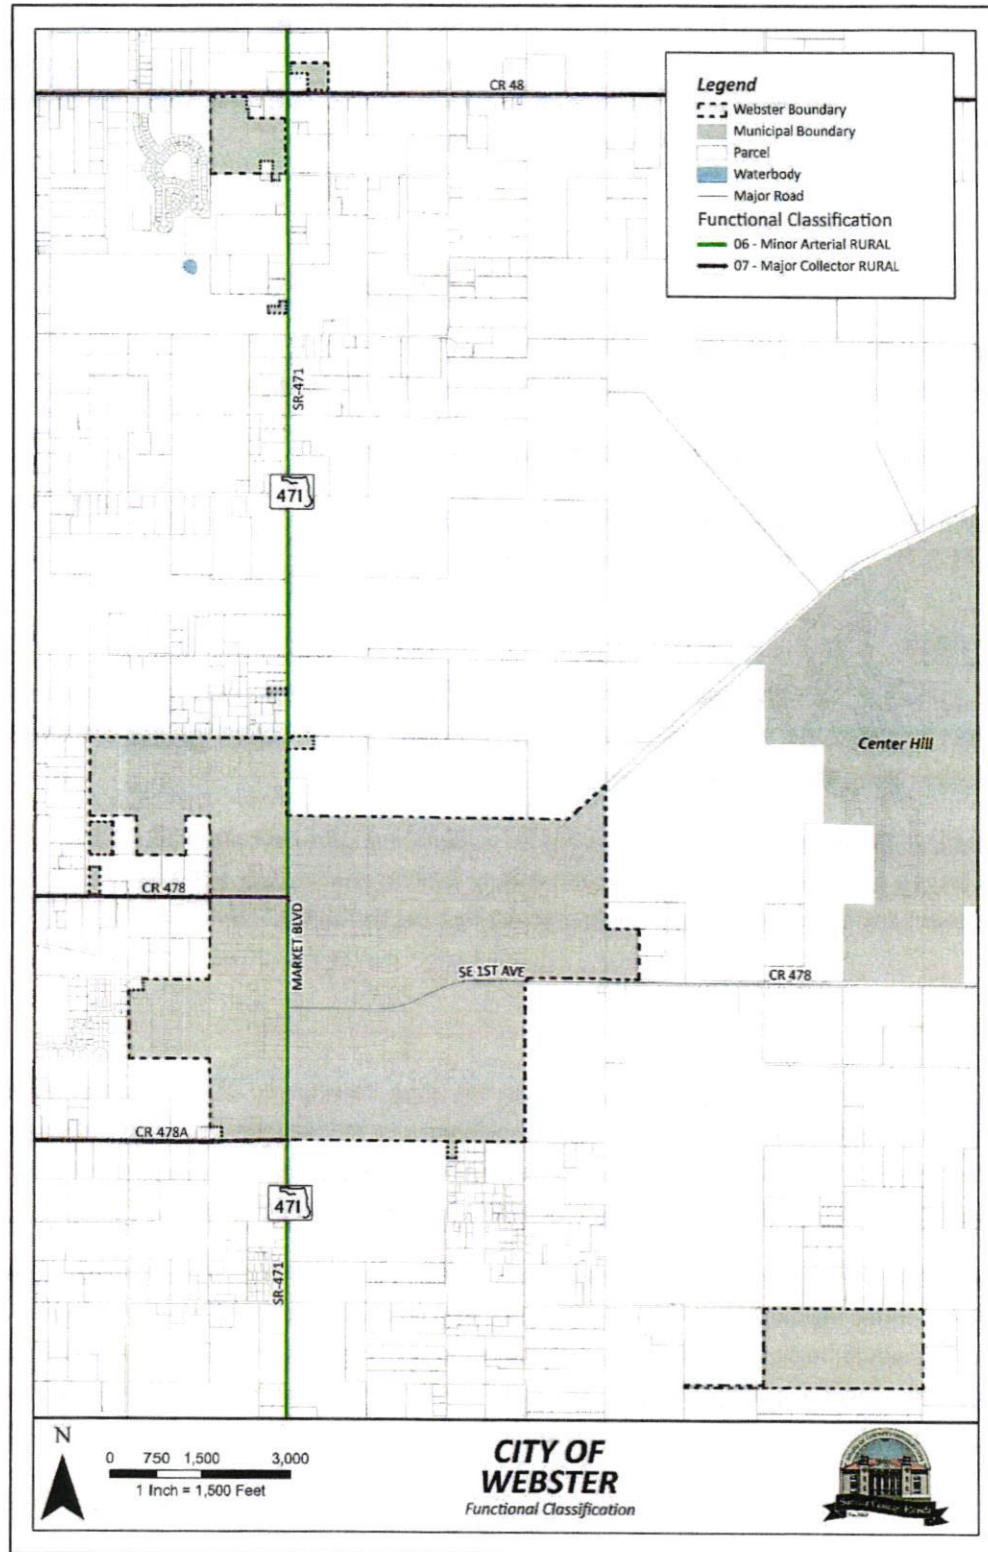 CR 48
Legend
Webster Boundary
Municipal Boundary
Parcel
Waterbody
Major Road
Functional Classification
06 - Minor Arterial RURAL
07 - Major Collector RURAL
SR-471
471
Center Hill
CR 478
MARKET BLVD
SE 1ST AVE
CR 478
CR 478A
471
SR-471
N
0 750 1,500 3,000
1 Inch = 1,500 Feet
CITY OF
WEBSTER
Functional Classification